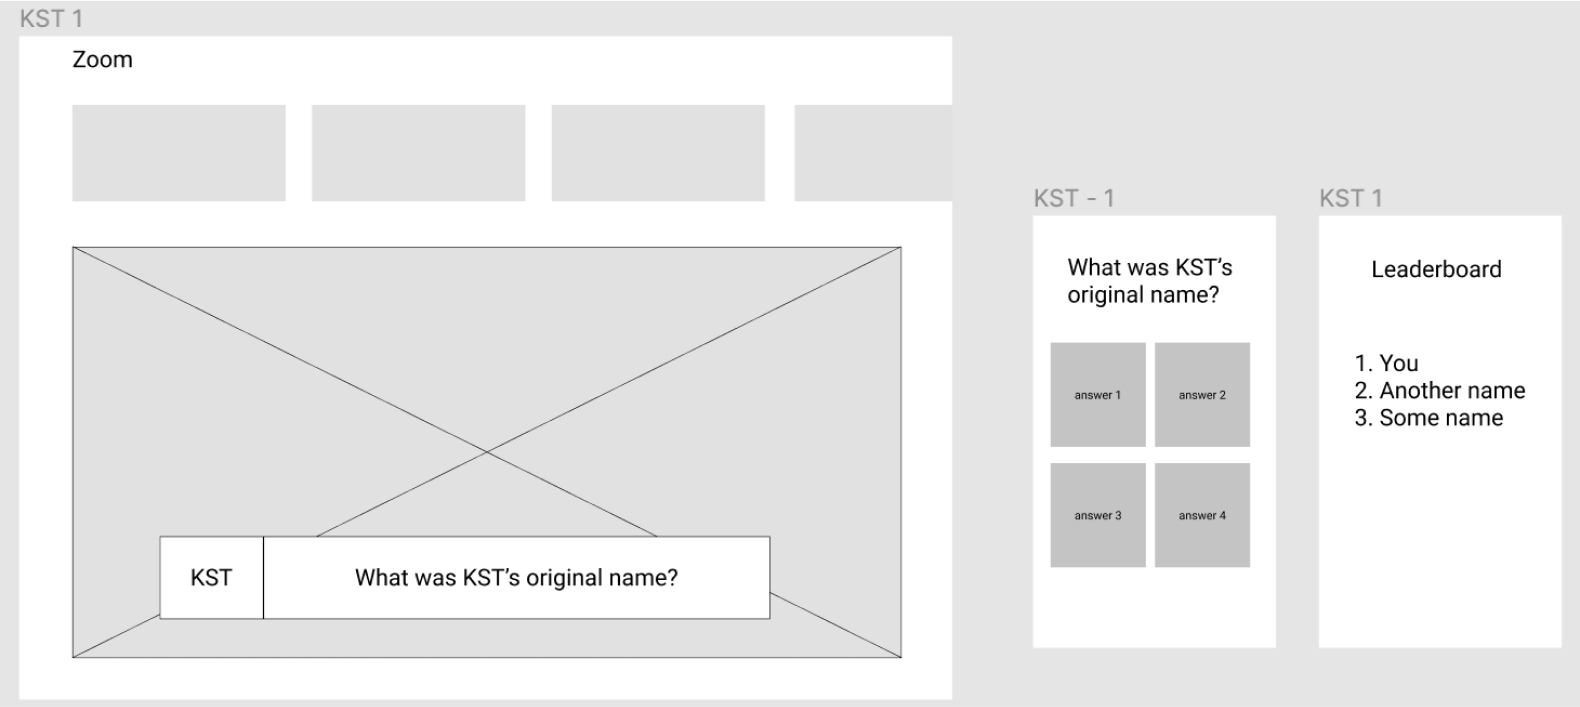 KST 1
Zoom
KST
What was KST’s original name?
KST - 1
What was KST’s
original name?
answer 1
answer 2
answer 3
answer 4
KST 1
Leaderboard
1. You
2. Another name
3. Some name